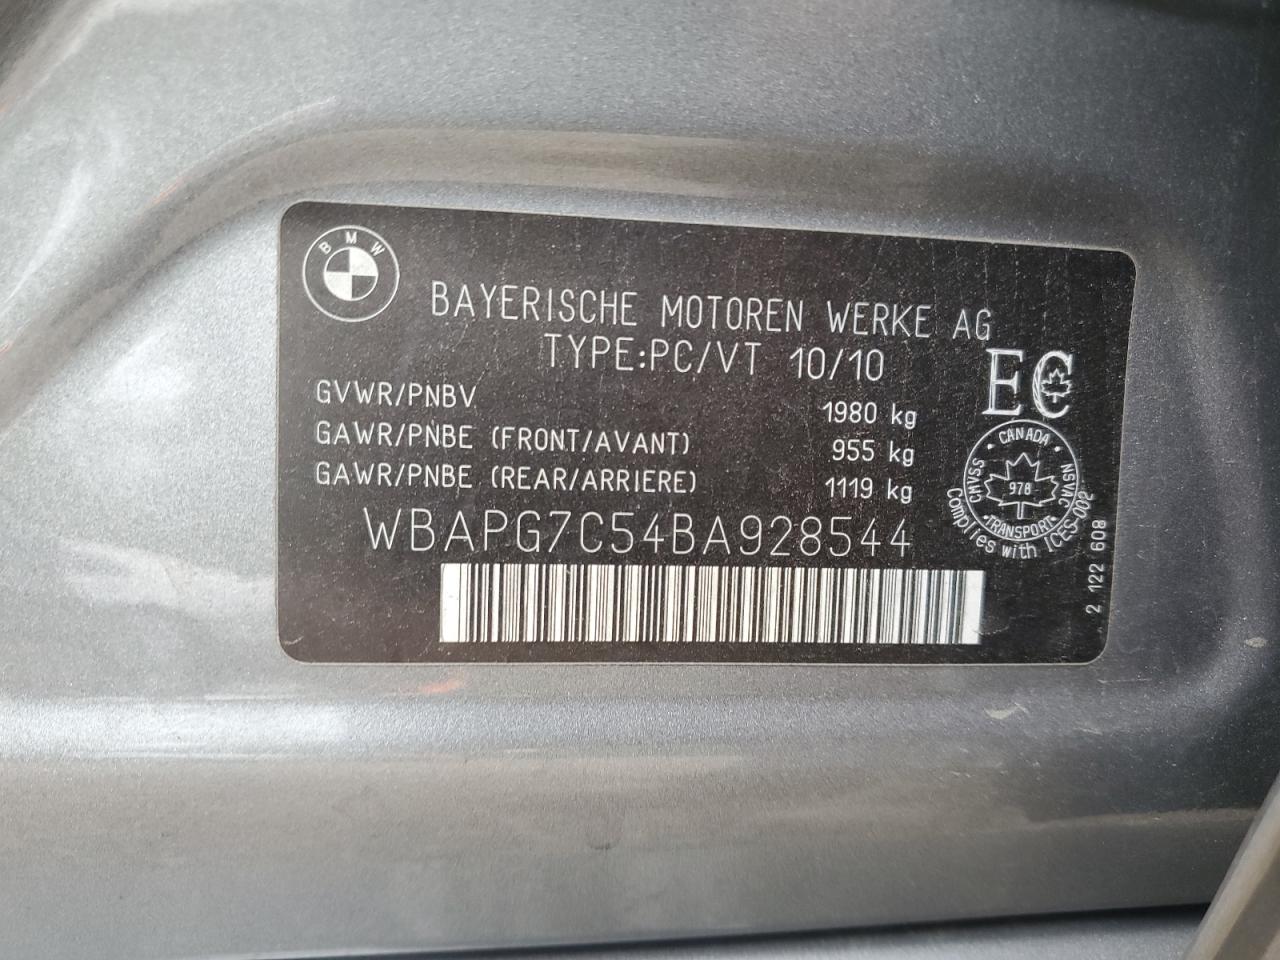 BMW
BAYERISCHE MOTOREN WERKE AG
TYPE:PC/VT 10/10
GVWR/PNBV 1980 kg
GAWR/PNBE (FRONT/AVANT) 955 kg
GAWR/PNBE (REAR/ARRIERE) 1119 kg
WBAPG7C54BA928544
EC
CANADA
CMVSS
NSVAC
978
TRANSPORT
Complies with ICES-002
2 122 608